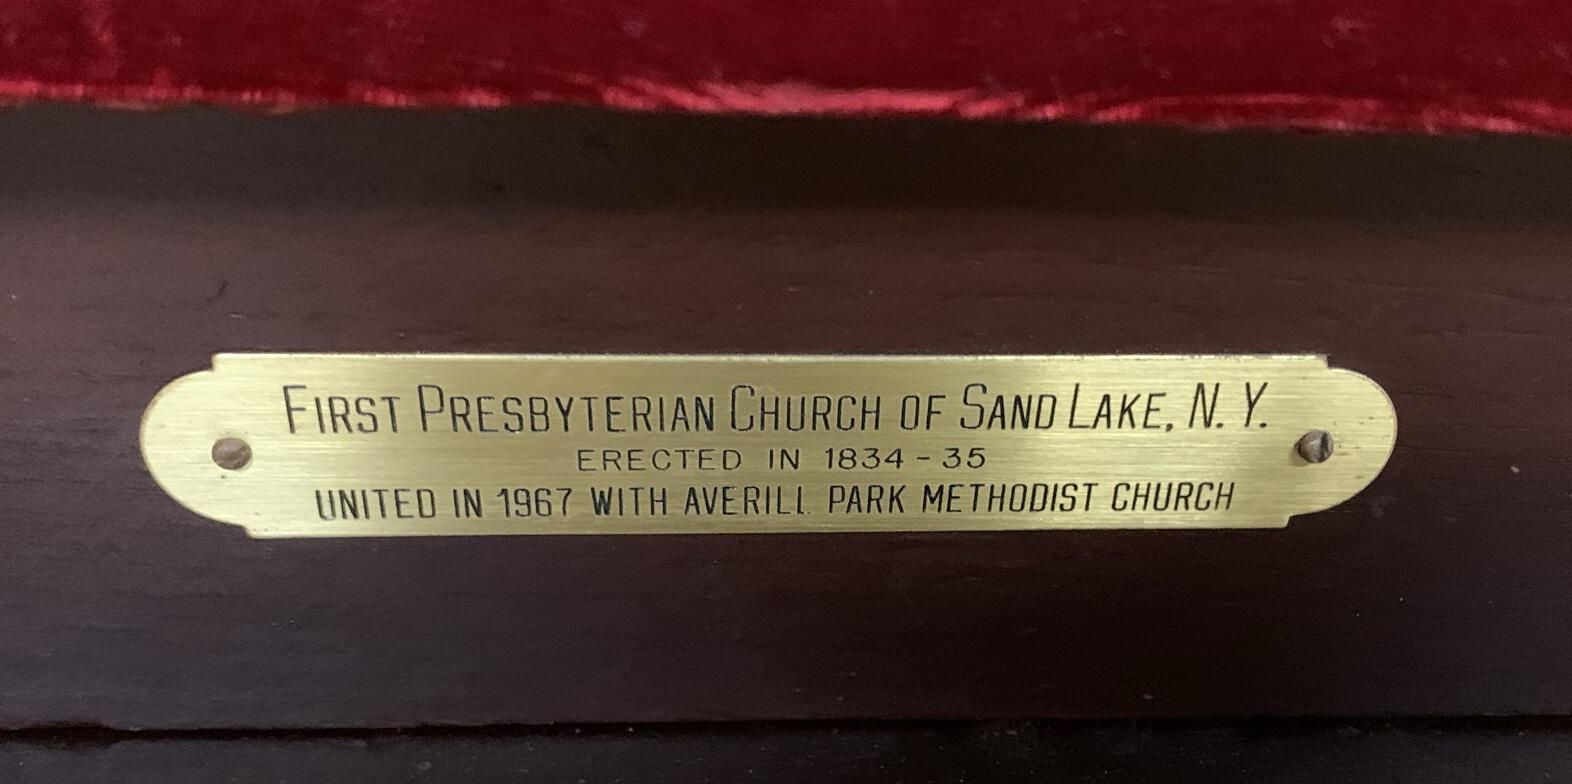 FIRST PRESBYTERIAN CHURCH OF SAND LAKE, N. Y.
ERECTED IN 1834 - 35
UNITED IN 1967 WITH AVERILL PARK METHODIST CHURCH